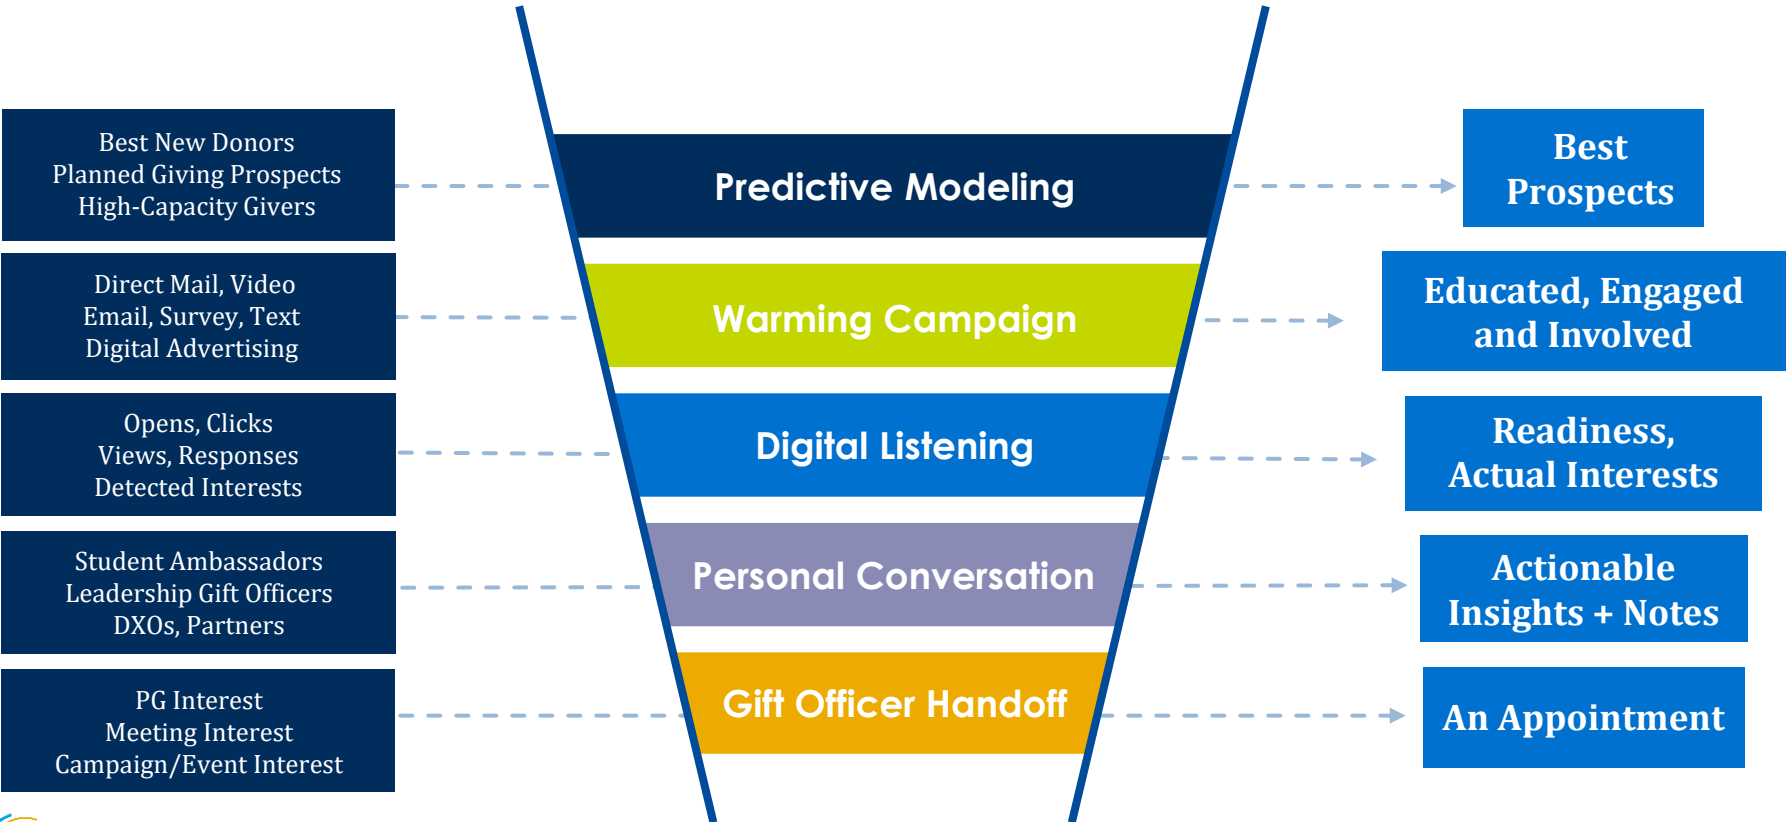 Best New Donors
Planned Giving Prospects
High-Capacity Givers
Predictive Modeling
Best
Prospects
Direct Mail, Video
Email, Survey, Text
Digital Advertising
Warming Campaign
Educated, Engaged
and Involved
Opens, Clicks
Views, Responses
Detected Interests
Digital Listening
Readiness,
Actual Interests
Student Ambassadors
Leadership Gift Officers
DXOs, Partners
Personal Conversation
Actionable
Insights + Notes
PG Interest
Meeting Interest
Campaign/Event Interest
Gift Officer Handoff
An Appointment